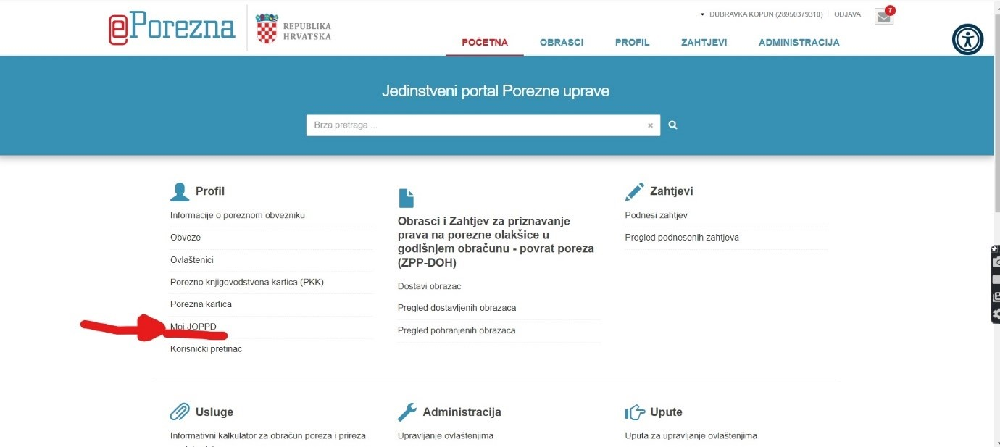 ePorezna
REPUBLIKA
HRVATSKA
DUBRAVKA KOPUN (28950379310)
ODJAVA
7
POČETNA
OBRASCI
PROFIL
ZAHTJEVI
ADMINISTRACIJA
Jedinstveni portal Porezne uprave
Brza pretraga ...
Profil
Informacije o poreznom obvezniku
Obveze
Ovlaštenici
Porezno knjigovodstvena kartica (PKK)
Porezna kartica
Moj JOPPD
Korisnički pretinac
Obrasci i Zahtjev za priznavanje
prava na porezne olakšice u
godišnjem obračunu - povrat poreza
(ZPP-DOH)
Dostavi obrazac
Pregled dostavljenih obrazaca
Pregled pohranjenih obrazaca
Zahtjevi
Podnesi zahtjev
Pregled podnesenih zahtjeva
Usluge
Informativni kalkulator za obračun poreza i prireza
Administracija
Upravljanje ovlaštenjima
Upute
Uputa za upravljanje ovlaštenjima